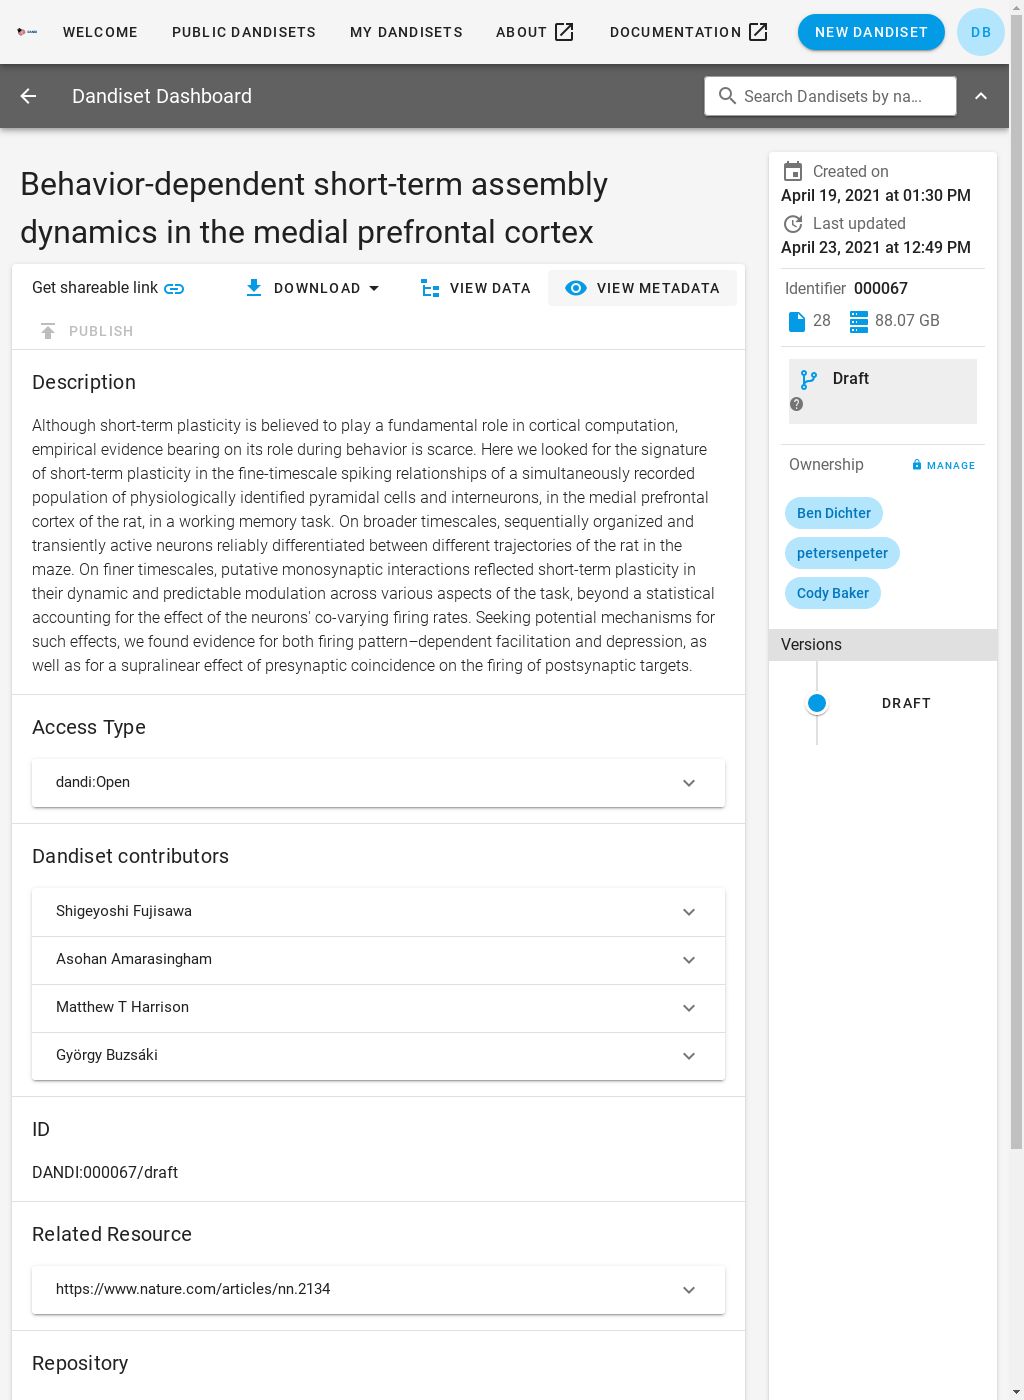 WELCOME PUBLIC DANDISETS MY DANDISETS ABOUT DOCUMENTATION NEW DANDISET DB
Dandiset Dashboard Search Dandisets by na...
Behavior-dependent short-term assembly
dynamics in the medial prefrontal cortex
Get shareable link DOWNLOAD VIEW DATA VIEW METADATA
PUBLISH
Description
Although short-term plasticity is believed to play a fundamental role in cortical computation,
empirical evidence bearing on its role during behavior is scarce. Here we looked for the signature
of short-term plasticity in the fine-timescale spiking relationships of a simultaneously recorded
population of physiologically identified pyramidal cells and interneurons, in the medial prefrontal
cortex of the rat, in a working memory task. On broader timescales, sequentially organized and
transiently active neurons reliably differentiated between different trajectories of the rat in the
maze. On finer timescales, putative monosynaptic interactions reflected short-term plasticity in
their dynamic and predictable modulation across various aspects of the task, beyond a statistical
accounting for the effect of the neurons' co-varying firing rates. Seeking potential mechanisms for
such effects, we found evidence for both firing pattern–dependent facilitation and depression, as
well as for a supralinear effect of presynaptic coincidence on the firing of postsynaptic targets.
Access Type
dandi:Open
Dandiset contributors
Shigeyoshi Fujisawa
Asohan Amarasingham
Matthew T Harrison
György Buzsáki
ID
DANDI:000067/draft
Related Resource
https://www.nature.com/articles/nn.2134
Repository
Created on
April 19, 2021 at 01:30 PM
Last updated
April 23, 2021 at 12:49 PM
Identifier 000067
28 88.07 GB
Draft
Ownership MANAGE
Ben Dichter
petersenpeter
Cody Baker
Versions
DRAFT